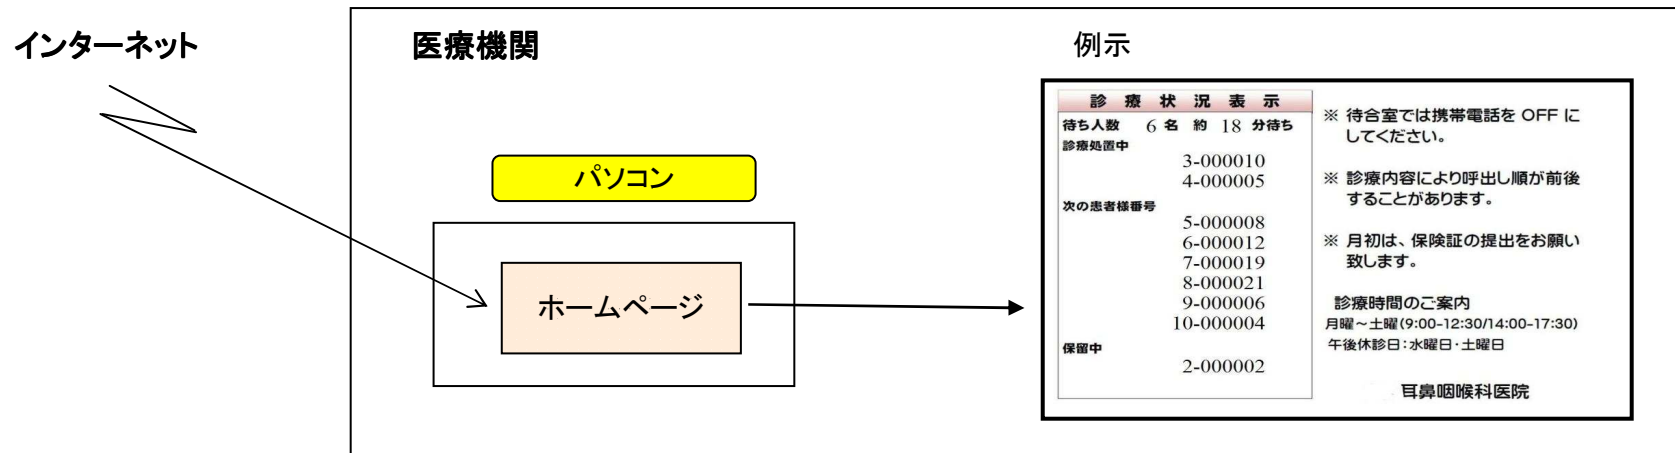 インターネット
医療機関
例示
パソコン
ホームページ
診療状況表示
待ち人数 6 名 約 18 分待ち
診療処置中
3-000010
4-000005
次の患者様番号
5-000008
6-000012
7-000019
8-000021
9-000006
10-000004
保留中
2-000002
※ 待合室では携帯電話を OFF に
してください。
※ 診療内容により呼出し順が前後
することがあります。
※ 月初は、保険証の提出をお願い
致します。
診療時間のご案内
月曜～土曜(9:00-12:30/14:00-17:30)
午後休診日:水曜日・土曜日
耳鼻咽喉科医院